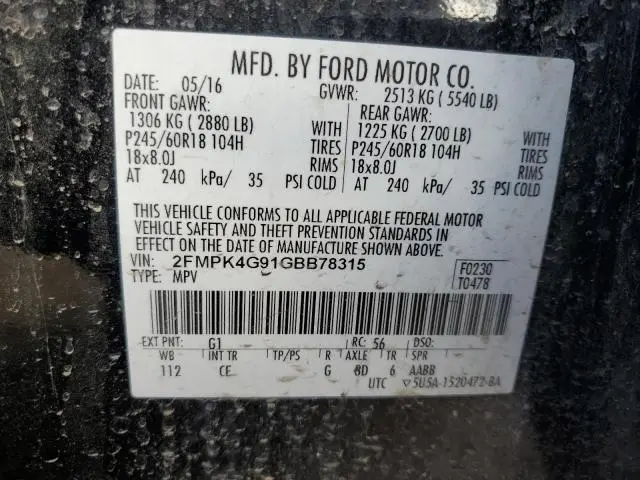 MFD. BY FORD MOTOR CO.
DATE: 05/16 GVWR: 2513 KG ( 5540 LB)
FRONT GAWR: REAR GAWR:
1306 KG ( 2880 LB) WITH 1225 KG ( 2700 LB) WITH
P245/60R18 104H TIRES P245/60R18 104H TIRES
18x8.0J RIMS 18x8.0J RIMS
AT 240 kPa/ 35 PSI COLD AT 240 kPa/ 35 PSI COLD
THIS VEHICLE CONFORMS TO ALL APPLICABLE FEDERAL MOTOR
VEHICLE SAFETY AND THEFT PREVENTION STANDARDS IN
EFFECT ON THE DATE OF MANUFACTURE SHOWN ABOVE.
VIN: 2FMPK4G91GBB78315 F0230
TYPE: MPV T0478
EXT PNT: G1 RC: 56 DSO:
WB INT TR TP/PS R AXLE TR SPR
112 CE G 8D 6 AABB
UTC ▽5U5A-1520472-BA